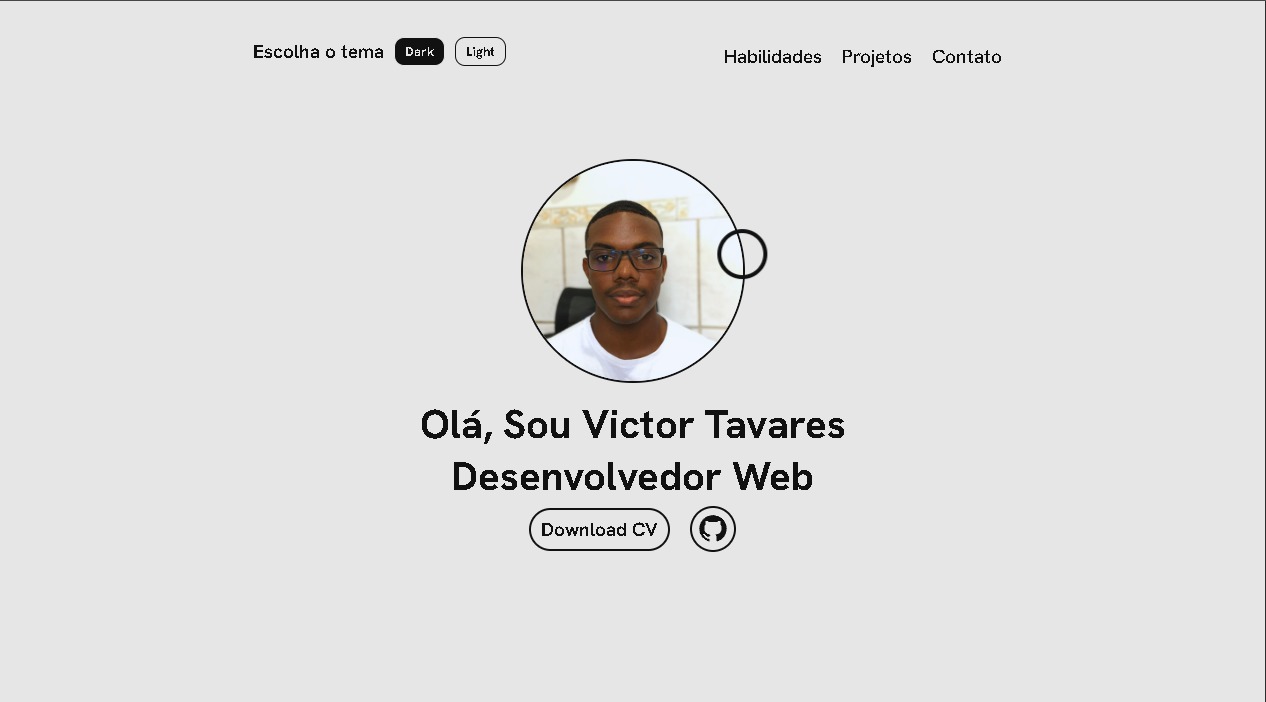 Escolha o tema Dark Light
Habilidades Projetos Contato
Olá, Sou Victor Tavares
Desenvolvedor Web
Download CV